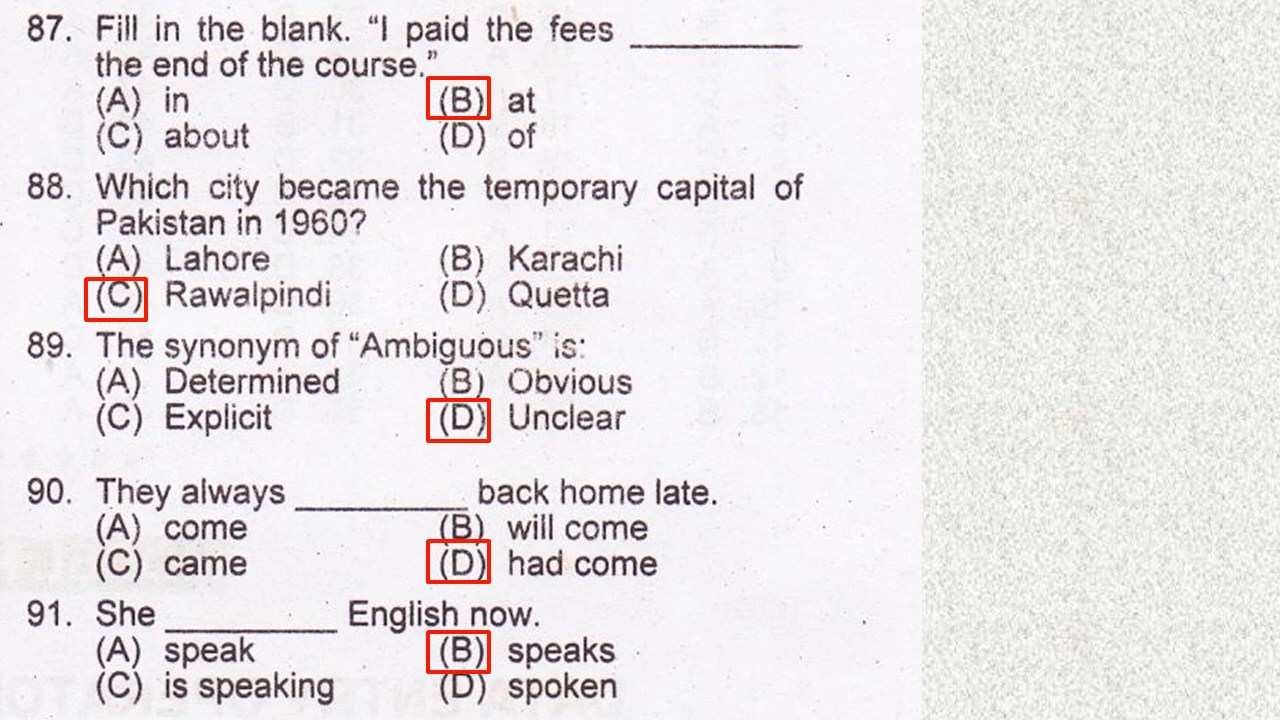 87. Fill in the blank. “I paid the fees __________
the end of the course.”
(A) in (B) at
(C) about (D) of
88. Which city became the temporary capital of
Pakistan in 1960?
(A) Lahore (B) Karachi
(C) Rawalpindi (D) Quetta
89. The synonym of “Ambiguous” is:
(A) Determined (B) Obvious
(C) Explicit (D) Unclear
90. They always __________ back home late.
(A) come (B) will come
(C) came (D) had come
91. She __________ English now.
(A) speak (B) speaks
(C) is speaking (D) spoken